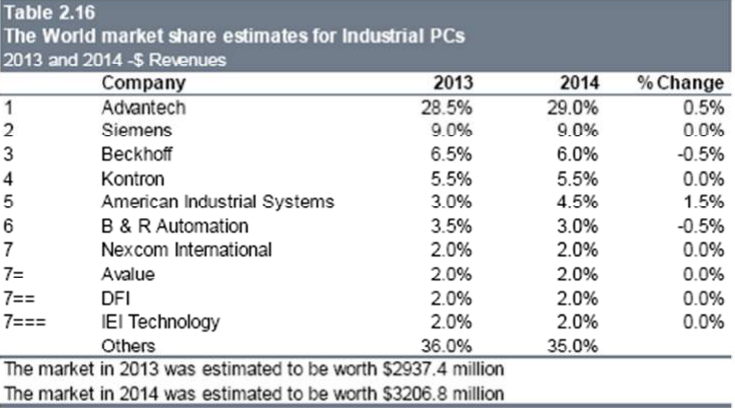 Table 2.16
The World market share estimates for Industrial PCs
2013 and 2014 -$ Revenues
Company 2013 2014 % Change
1 Advantech 28.5% 29.0% 0.5%
2 Siemens 9.0% 9.0% 0.0%
3 Beckhoff 6.5% 6.0% -0.5%
4 Kontron 5.5% 5.5% 0.0%
5 American Industrial Systems 3.0% 4.5% 1.5%
6 B & R Automation 3.5% 3.0% -0.5%
7 Nexcom International 2.0% 2.0% 0.0%
7= Avalue 2.0% 2.0% 0.0%
7== DFI 2.0% 2.0% 0.0%
7=== IEI Technology 2.0% 2.0% 0.0%
Others 36.0% 35.0%
The market in 2013 was estimated to be worth $2937.4 million
The market in 2014 was estimated to be worth $3206.8 million